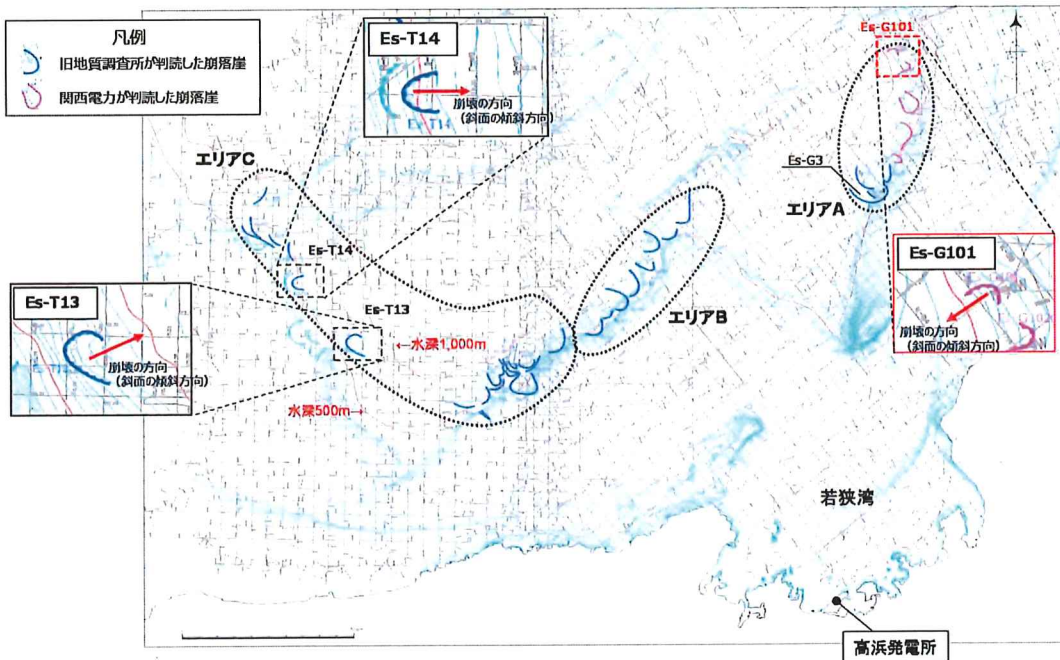 凡例
旧地質調査所が判読した崩落崖
関西電力が判読した崩落崖
Es-T14
崩壊の方向
(斜面の傾斜方向)
Es-G101
エリアC
Es-G3
エリアA
Es-T14
Es-G101
崩壊の方向
(斜面の傾斜方向)
Es-T13
崩壊の方向
(斜面の傾斜方向)
Es-T13
エリアB
←水深1,000m
水深500m→
若狭湾
高浜発電所